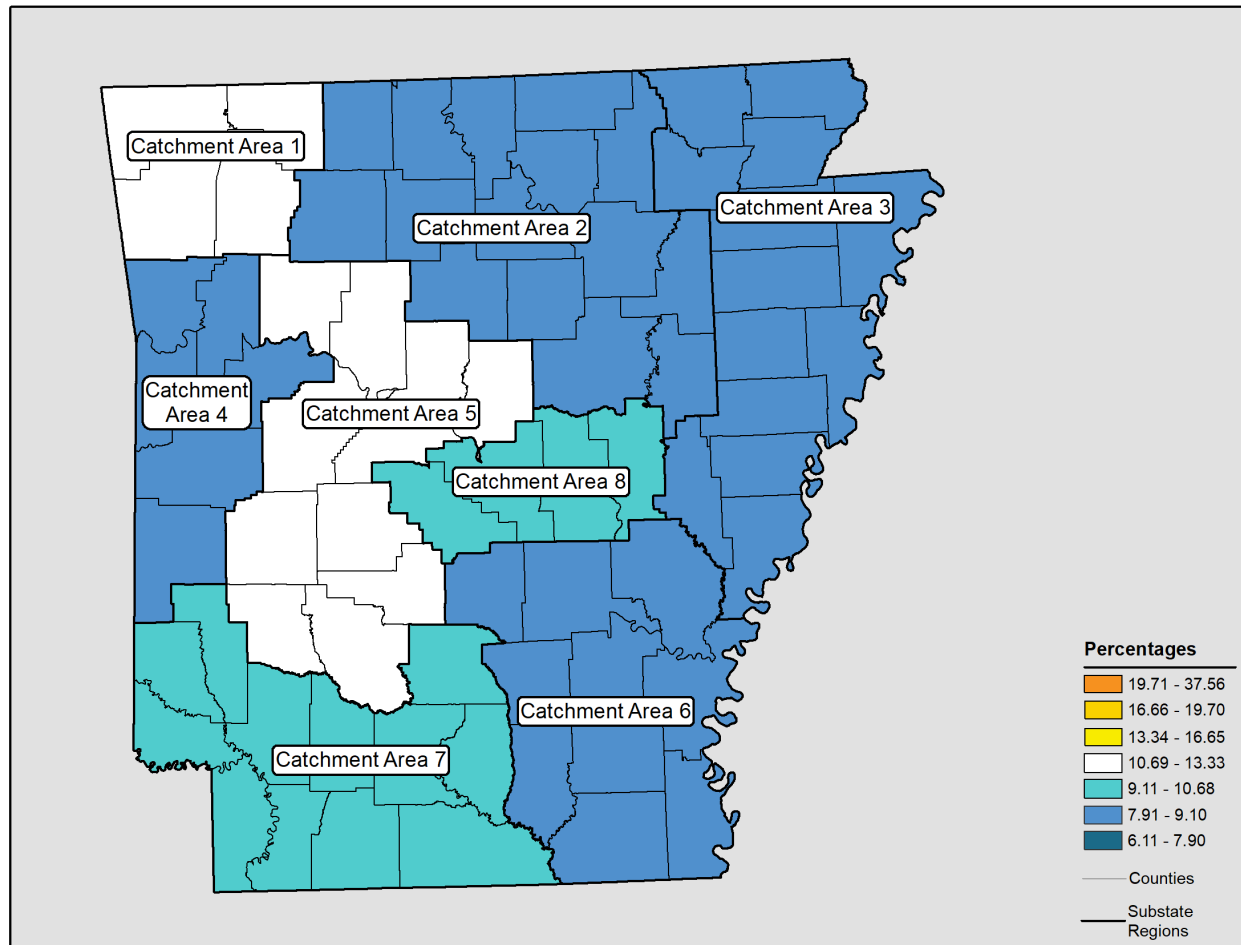 Catchment Area 1
Catchment Area 3
Catchment Area 2
Catchment
Area 4
Catchment Area 5
Catchment Area 8
Catchment Area 6
Catchment Area 7
Percentages
19.71 - 37.56
16.66 - 19.70
13.34 - 16.65
10.69 - 13.33
9.11 - 10.68
7.91 - 9.10
6.11 - 7.90
Counties
Substate
Regions